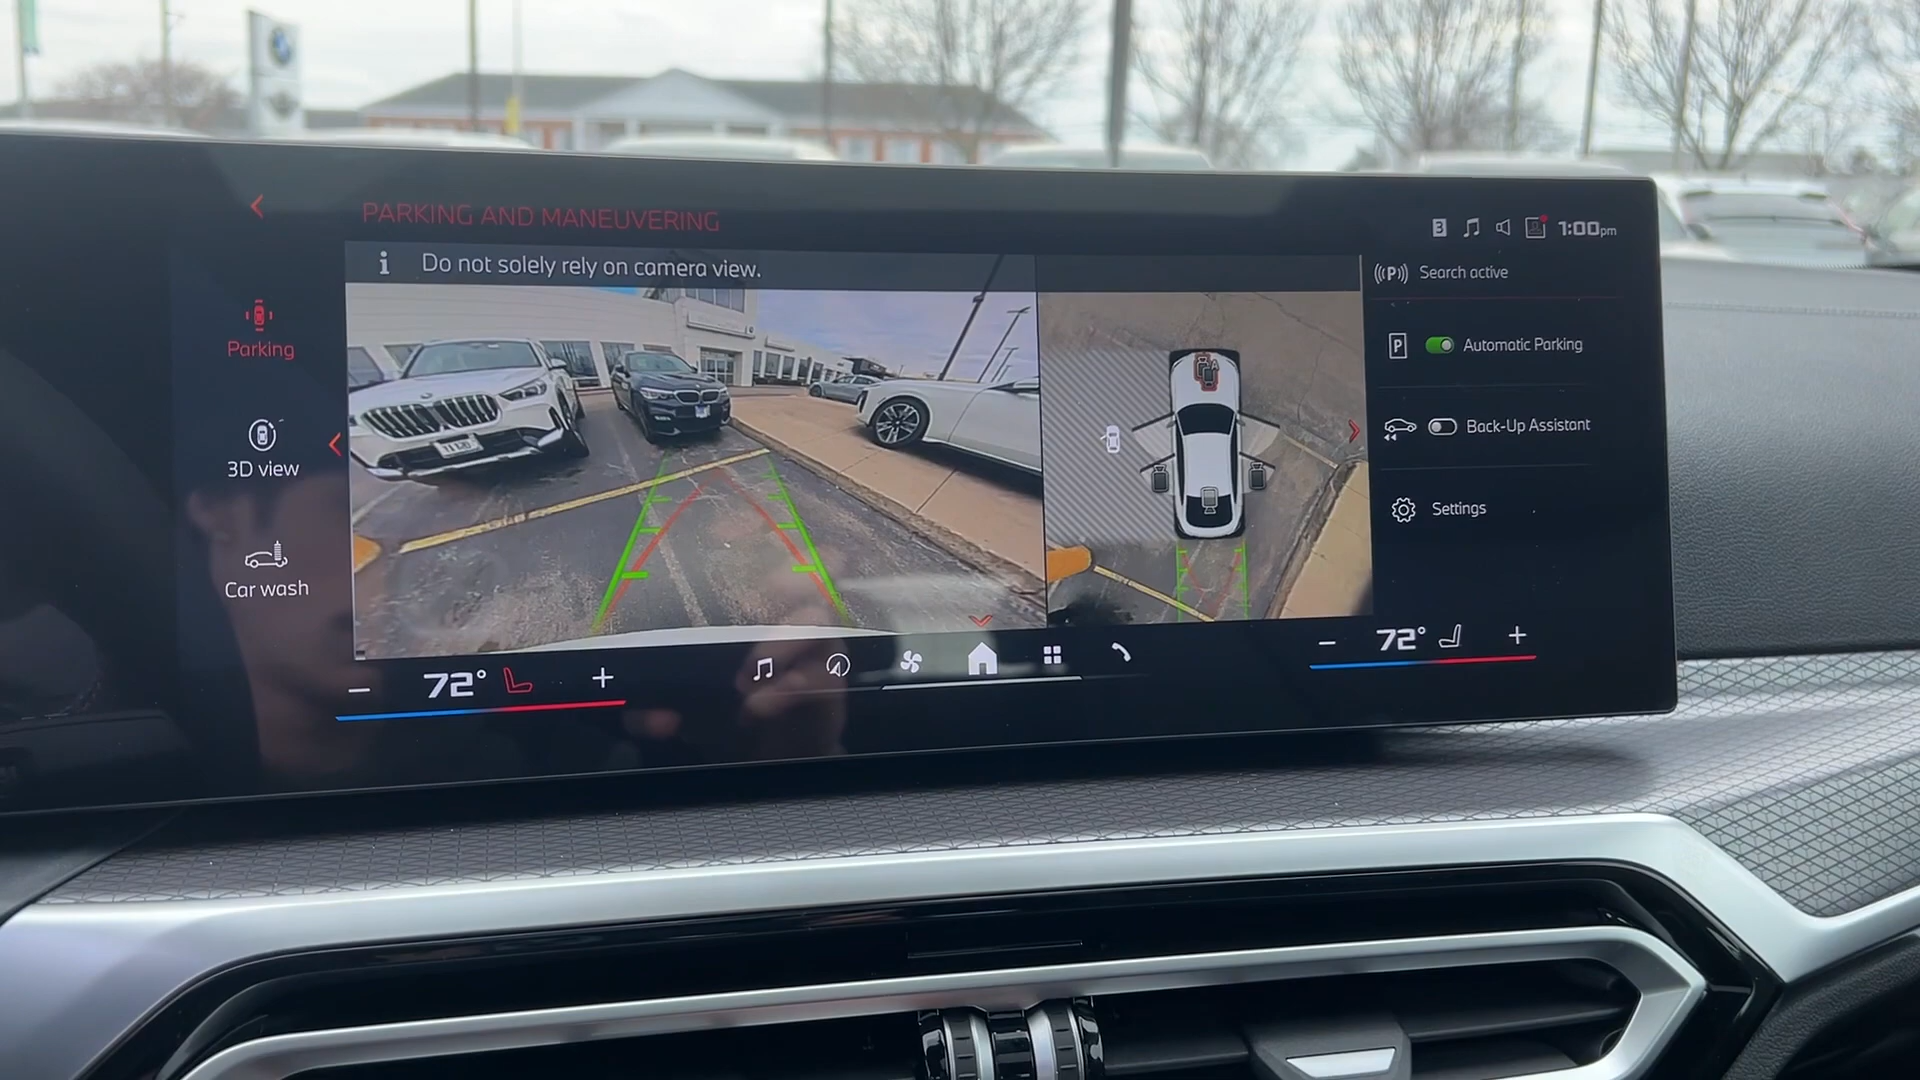 PARKING AND MANEUVERING
3
1:00pm
Do not solely rely on camera view.
((P)) Search active
Parking
P Automatic Parking
3D view
Back-Up Assistant
Settings
Car wash
72°
72°